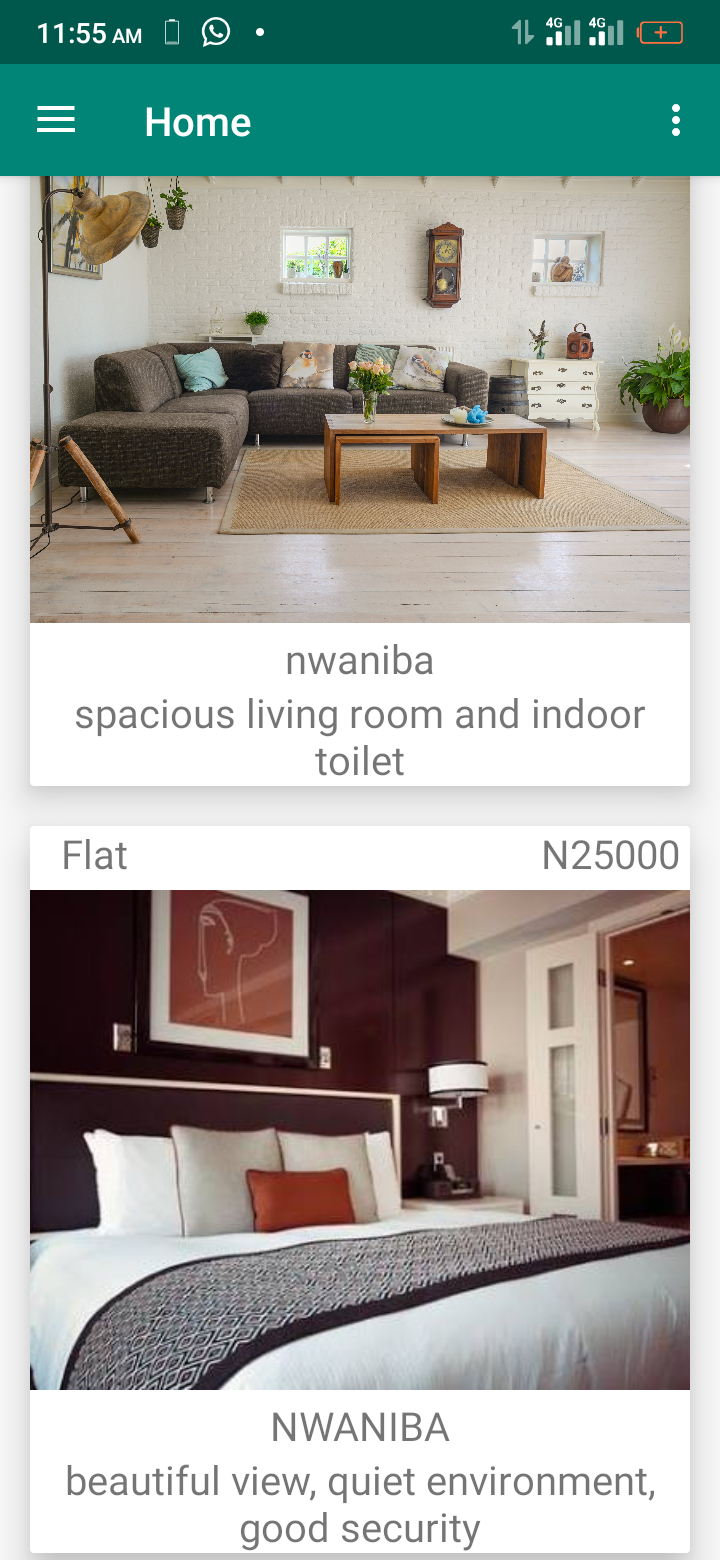 11:55 AM 4G 4G
Home
nwaniba
spacious living room and indoor
toilet
Flat N25000
NWANIBA
beautiful view, quiet environment,
good security